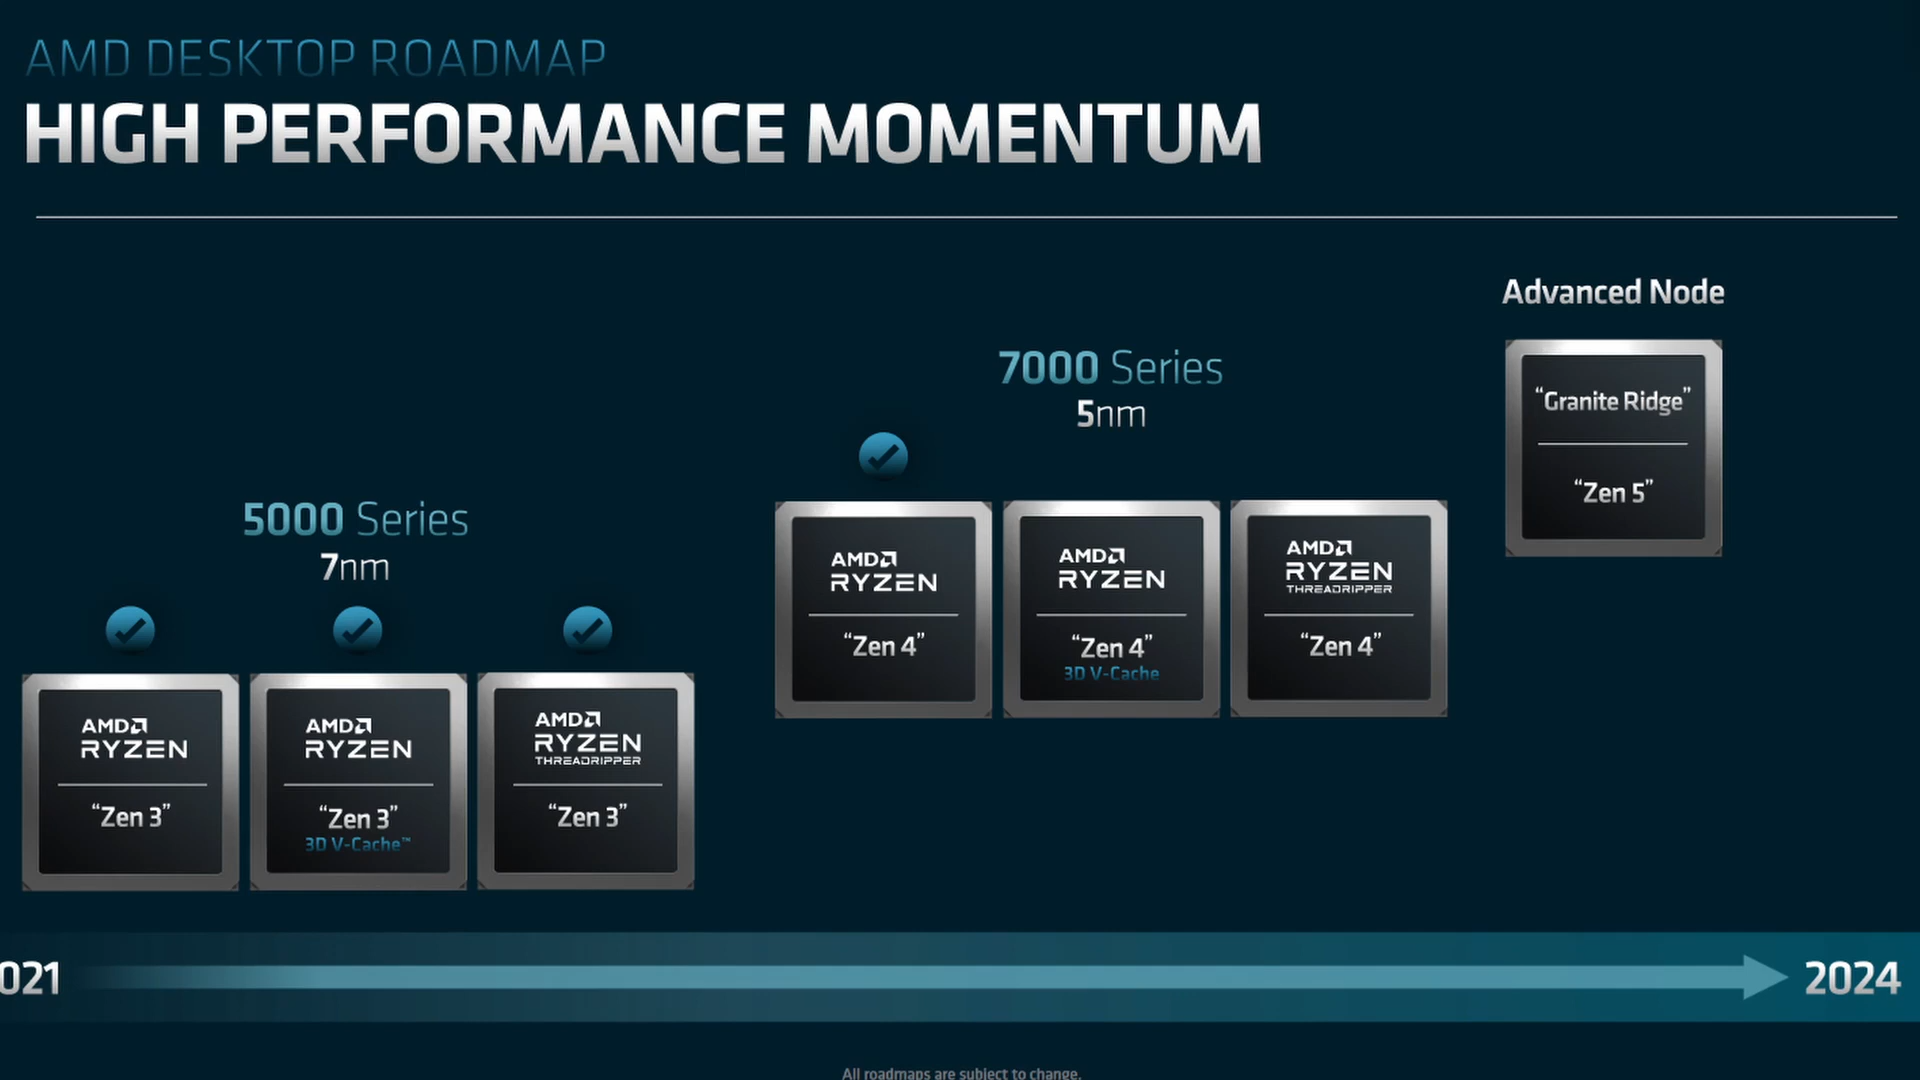 AMD DESKTOP ROADMAP
HIGH PERFORMANCE MOMENTUM
5000 Series
7nm
AMD
RYZEN
“Zen 3”
AMD
RYZEN
“Zen 3”
3D V-Cache™
AMD
RYZEN
THREADRIPPER
“Zen 3”
7000 Series
5nm
AMD
RYZEN
“Zen 4”
AMD
RYZEN
“Zen 4”
3D V-Cache
AMD
RYZEN
THREADRIPPER
“Zen 4”
Advanced Node
“Granite Ridge”
“Zen 5”
021
2024
All roadmaps are subject to change.